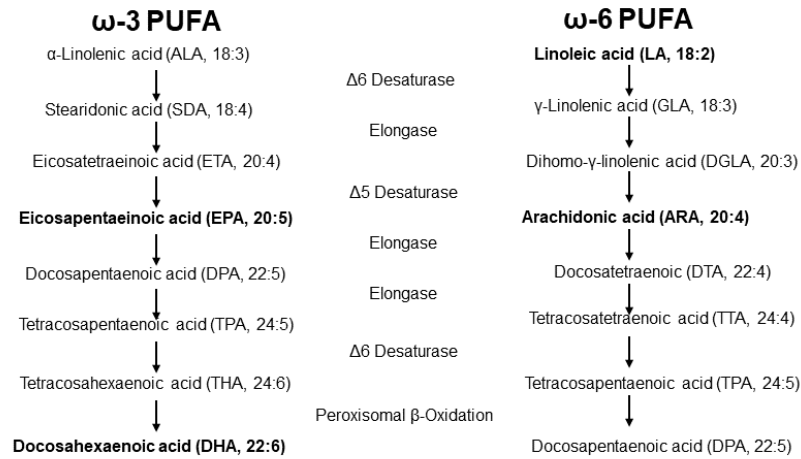 ω-3 PUFA
ω-6 PUFA
α-Linolenic acid (ALA, 18:3)
Linoleic acid (LA, 18:2)
Δ6 Desaturase
Stearidonic acid (SDA, 18:4)
γ-Linolenic acid (GLA, 18:3)
Elongase
Eicosatetraeinoic acid (ETA, 20:4)
Dihomo-γ-linolenic acid (DGLA, 20:3)
Δ5 Desaturase
Eicosapentaeinoic acid (EPA, 20:5)
Arachidonic acid (ARA, 20:4)
Elongase
Docosapentaenoic acid (DPA, 22:5)
Docosatetraenoic (DTA, 22:4)
Elongase
Tetracosapentaenoic acid (TPA, 24:5)
Tetracosatetraenoic acid (TTA, 24:4)
Δ6 Desaturase
Tetracosahexaenoic acid (THA, 24:6)
Tetracosapentaenoic acid (TPA, 24:5)
Peroxisomal β-Oxidation
Docosahexaenoic acid (DHA, 22:6)
Docosapentaenoic acid (DPA, 22:5)